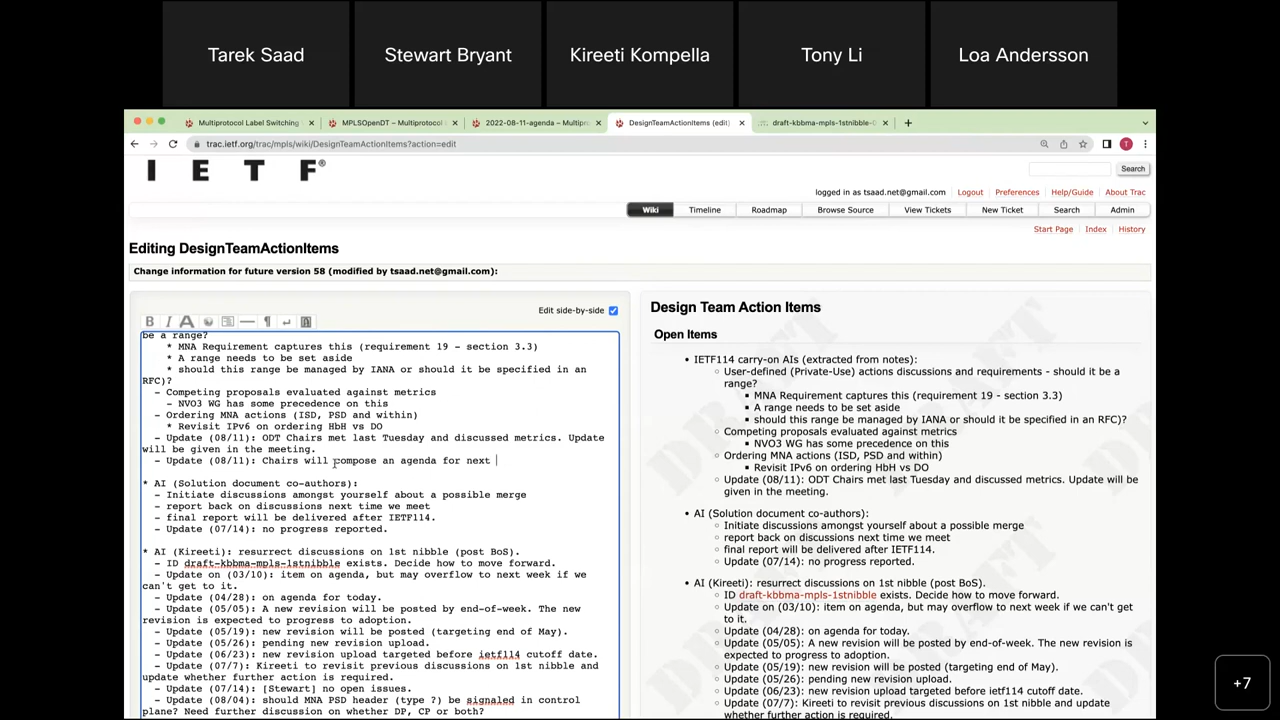 Tarek Saad
Stewart Bryant
Kireeti Kompella
Tony Li
Loa Andersson
Multiprotocol Label Switching
MPLSOpenDT – Multiprotocol
2022-08-11-agenda – Multipr
DesignTeamActionItems (edit)
draft-kbbma-mpls-1stnibble-0
trac.ietf.org/trac/mpls/wiki/DesignTeamActionItems?action=edit
T
I E T F®
Search
logged in as tsaad.net@gmail.com
Logout
Preferences
Help/Guide
About Trac
Wiki
Timeline
Roadmap
Browse Source
View Tickets
New Ticket
Search
Admin
Start Page
Index
History
Editing DesignTeamActionItems
Change information for future version 58 (modified by tsaad.net@gmail.com):
Edit side-by-side
B I A
be a range?
* MNA Requirement captures this (requirement 19 - section 3.3)
* A range needs to be set aside
* should this range be managed by IANA or should it be specified in an
RFC)?
- Competing proposals evaluated against metrics
- NVO3 WG has some precedence on this
- Ordering MNA actions (ISD, PSD and within)
* Revisit IPv6 on ordering HbH vs DO
- Update (08/11): ODT Chairs met last Tuesday and discussed metrics. Update
will be given in the meeting.
- Update (08/11): Chairs will compose an agenda for next
* AI (Solution document co-authors):
- Initiate discussions amongst yourself about a possible merge
- report back on discussions next time we meet
- final report will be delivered after IETF114.
- Update (07/14): no progress reported.
* AI (Kireeti): resurrect discussions on 1st nibble (post BoS).
- ID draft-kbbma-mpls-1stnibble exists. Decide how to move forward.
- Update on (03/10): item on agenda, but may overflow to next week if we
can't get to it.
- Update (04/28): on agenda for today.
- Update (05/05): A new revision will be posted by end-of-week. The new
revision is expected to progress to adoption.
- Update (05/19): new revision will be posted (targeting end of May).
- Update (05/26): pending new revision upload.
- Update (06/23): new revision upload targeted before ietf114 cutoff date.
- Update (07/7): Kireeti to revisit previous discussions on 1st nibble and
update whether further action is required.
- Update (07/14): [Stewart] no open issues.
- Update (08/04): should MNA PSD header (type ?) be signaled in control
plane? Need further discussion on whether DP, CP or both?
Design Team Action Items
Open Items
• IETF114 carry-on AIs (extracted from notes):
User-defined (Private-Use) actions discussions and requirements - should it be a
range?
MNA Requirement captures this (requirement 19 - section 3.3)
A range needs to be set aside
should this range be managed by IANA or should it be specified in an RFC)?
Competing proposals evaluated against metrics
NVO3 WG has some precedence on this
Ordering MNA actions (ISD, PSD and within)
Revisit IPv6 on ordering HbH vs DO
Update (08/11): ODT Chairs met last Tuesday and discussed metrics. Update will be
given in the meeting.
• AI (Solution document co-authors):
Initiate discussions amongst yourself about a possible merge
report back on discussions next time we meet
final report will be delivered after IETF114.
Update (07/14): no progress reported.
• AI (Kireeti): resurrect discussions on 1st nibble (post BoS).
ID draft-kbbma-mpls-1stnibble exists. Decide how to move forward.
Update on (03/10): item on agenda, but may overflow to next week if we can't get
to it.
Update (04/28): on agenda for today.
Update (05/05): A new revision will be posted by end-of-week. The new revision is
expected to progress to adoption.
Update (05/19): new revision will be posted (targeting end of May).
Update (05/26): pending new revision upload.
Update (06/23): new revision upload targeted before ietf114 cutoff date.
Update (07/7): Kireeti to revisit previous discussions on 1st nibble and update
whether further action is required.
DRAFT
DRAFT
+7